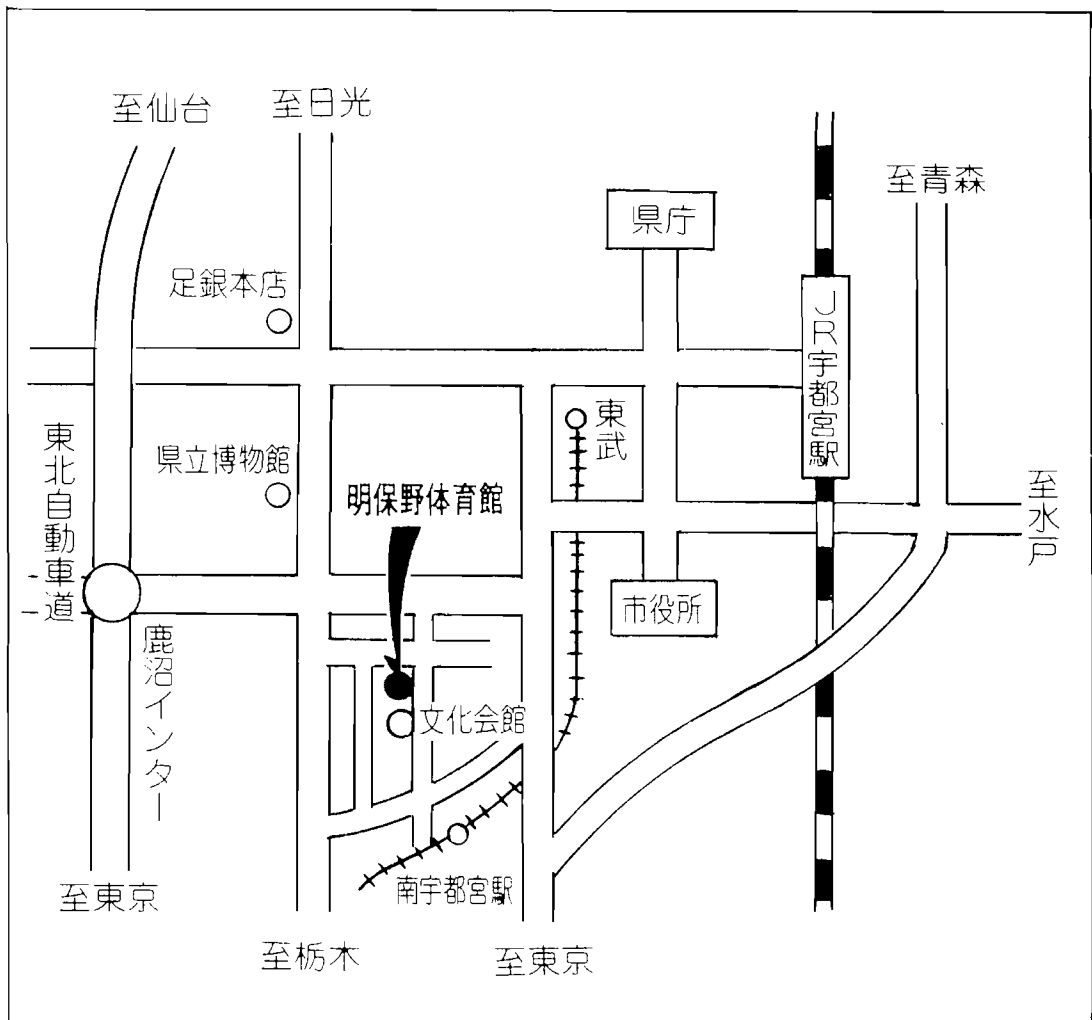 至仙台
至日光
至青森
県庁
足銀本店
JR宇都宮駅
東武
県立博物館
明保野体育館
東北自動車道
至水戸
市役所
鹿沼インター
文化会館
南宇都宮駅
至東京
至栃木
至東京